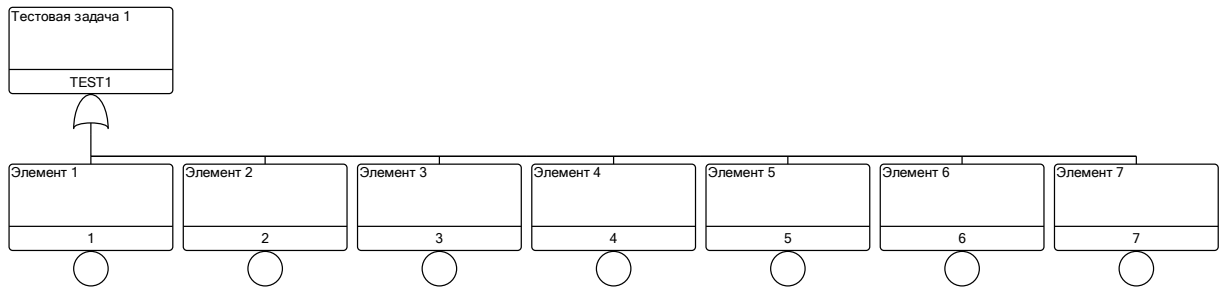 Тестовая задача 1
TEST1
Элемент 1
Элемент 2
Элемент 3
Элемент 4
Элемент 5
Элемент 6
Элемент 7
1
2
3
4
5
6
7